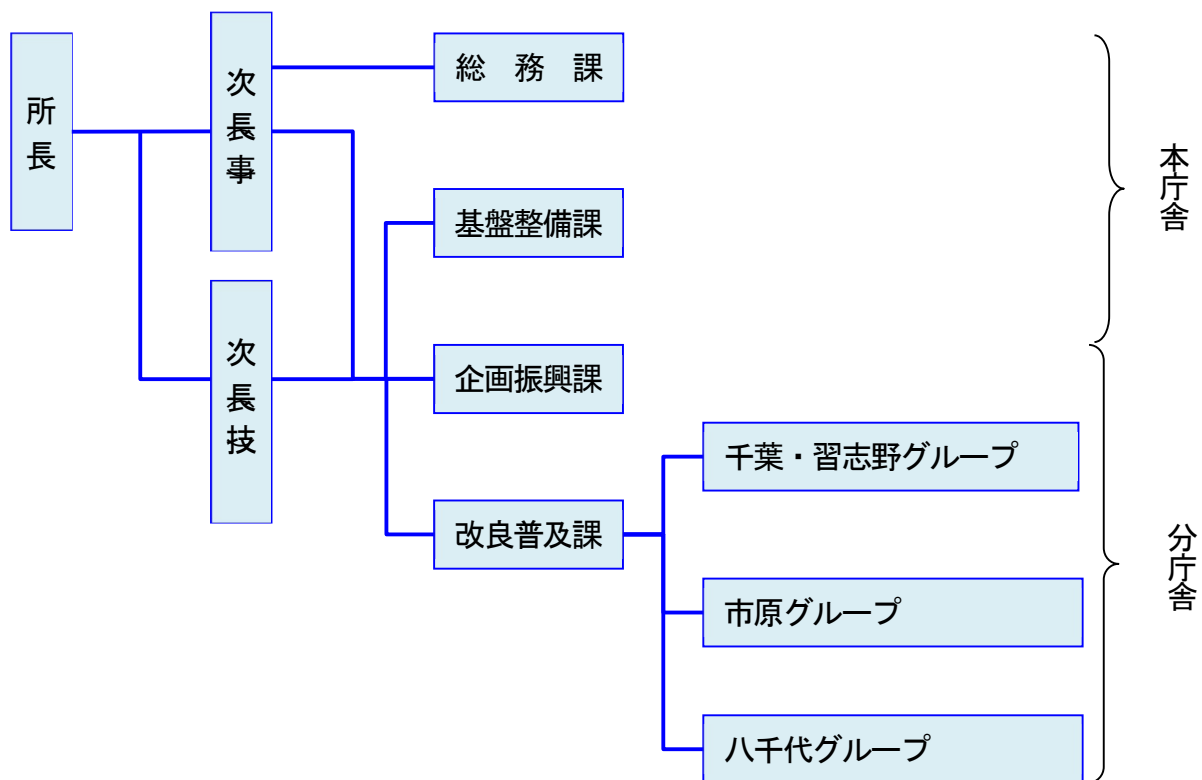 所長
次長事
次長技
総務課
基盤整備課
企画振興課
改良普及課
千葉・習志野グループ
市原グループ
八千代グループ
本庁舎
分庁舎